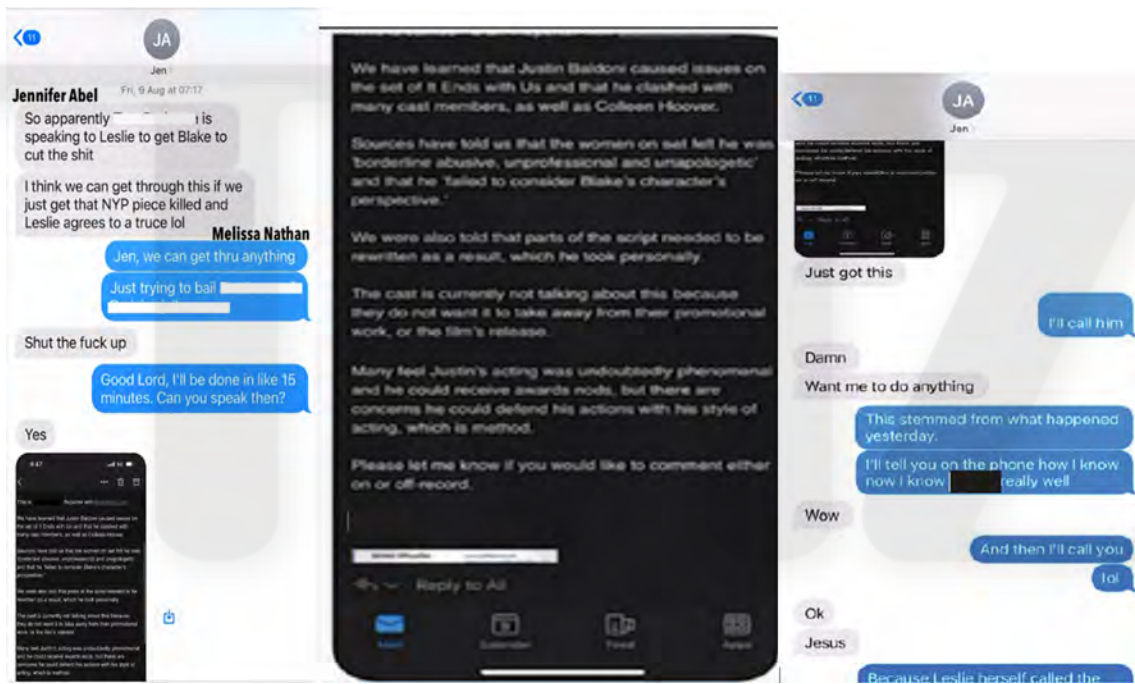 11
JA
Jen
Jennifer Abel
Fri, 9 Aug at 07:17
So apparently
is
speaking to Leslie to get Blake to
cut the shit
I think we can get through this if we
just get that NYP piece killed and
Leslie agrees to a truce lol
Melissa Nathan
Jen, we can get thru anything
Just trying to bail
Shut the fuck up
Good Lord, I'll be done in like 15
minutes. Can you speak then?
Yes
We have learned that Justin Baldoni caused issues on
the set of It Ends with Us and that he clashed with
many cast members, as well as Colleen Hoover.
Sources have told us that the women on set felt he was
'borderline abusive, unprofessional and unapologetic'
and that he 'failed to consider Blake's character's
perspective.'
We were also told that parts of the script needed to be
rewritten as a result, which he took personally.
The cast is currently not talking about this because
they do not want it to take away from their promotional
work, or the film's release.
Many feel Justin's acting was undoubtedly phenomenal
and he could receive awards nods, but there are
concerns he could defend his actions with his style of
acting, which is method.
Please let me know if you would like to comment either
on or off-record.
Reply to All
11
JA
Jen
Just got this
I'll call him
Damn
Want me to do anything
This stemmed from what happened
yesterday.
I'll tell you on the phone how I know
now I know
really well
Wow
And then I'll call you
lol
Ok
Jesus
Because Leslie herself called the